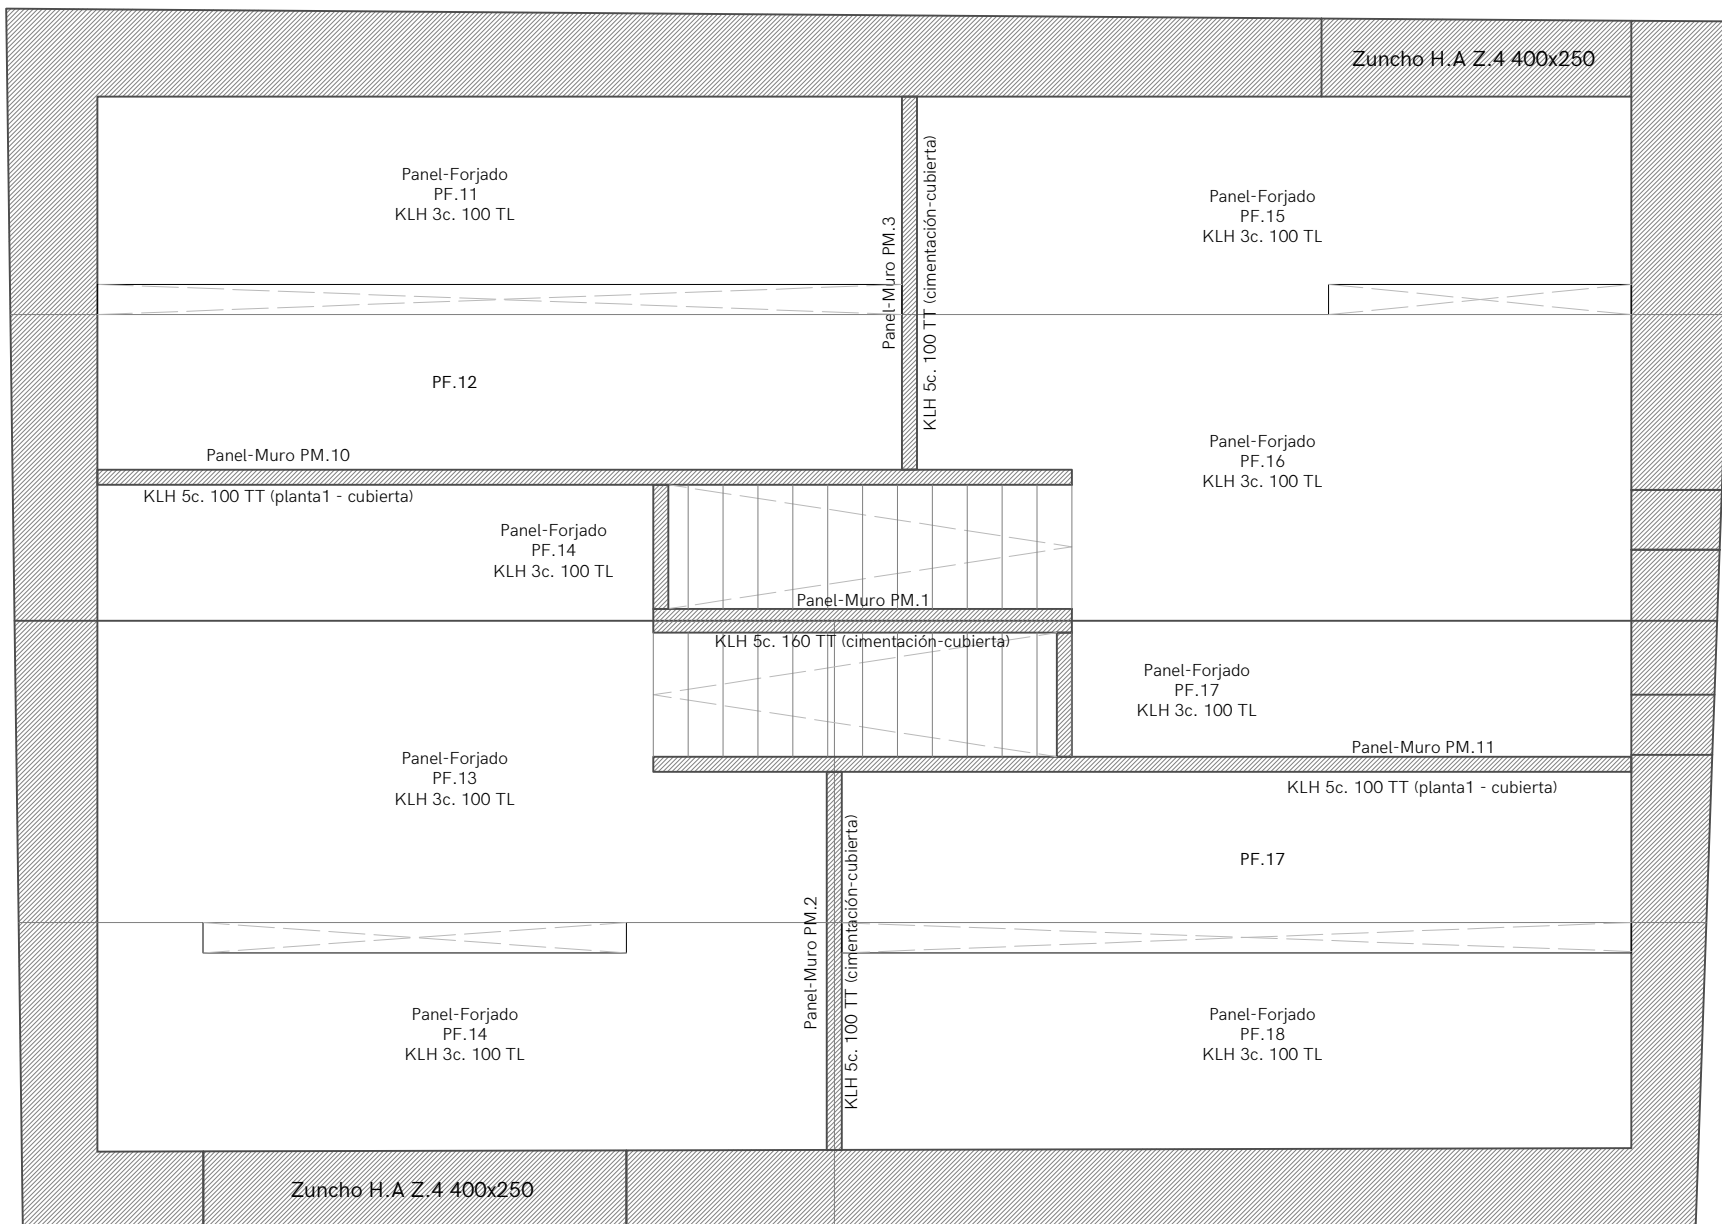 Zuncho H.A Z.4 400x250
Panel-Forjado
PF.11
KLH 3c. 100 TL
Panel-Muro PM.3
KLH 5c. 100 TT (cimentación-cubierta)
Panel-Forjado
PF.15
KLH 3c. 100 TL
PF.12
Panel-Muro PM.10
KLH 5c. 100 TT (planta1 - cubierta)
Panel-Forjado
PF.16
KLH 3c. 100 TL
Panel-Forjado
PF.14
KLH 3c. 100 TL
Panel-Muro PM.1
KLH 5c. 160 TT (cimentación-cubierta)
Panel-Forjado
PF.17
KLH 3c. 100 TL
Panel-Muro PM.11
KLH 5c. 100 TT (planta1 - cubierta)
Panel-Forjado
PF.13
KLH 3c. 100 TL
Panel-Muro PM.2
KLH 5c. 100 TT (cimentación-cubierta)
PF.17
Panel-Forjado
PF.14
KLH 3c. 100 TL
Panel-Forjado
PF.18
KLH 3c. 100 TL
Zuncho H.A Z.4 400x250